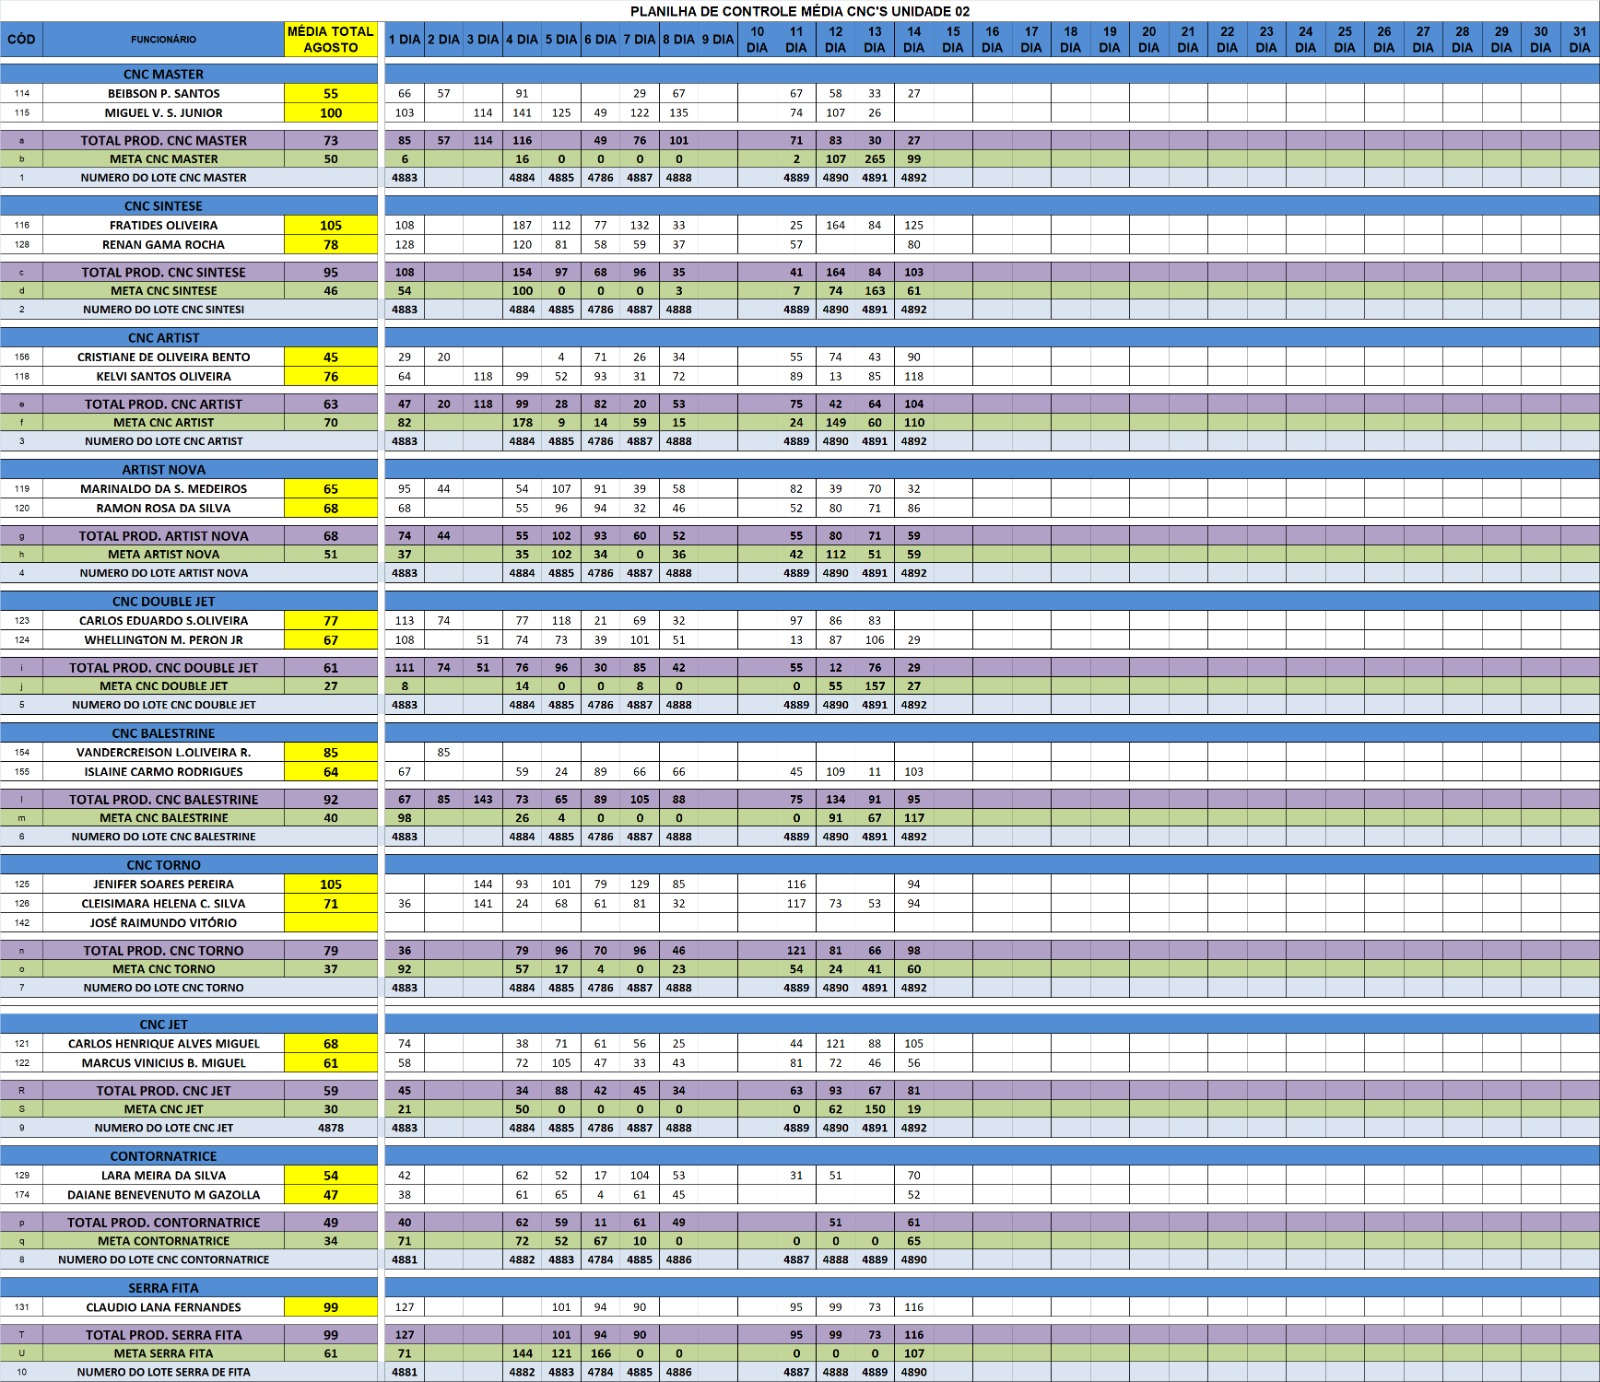 PLANILHA DE CONTROLE MÉDIA CNC'S UNIDADE 02
CÓD FUNCIONÁRIO MÉDIA TOTAL AGOSTO 1 DIA 2 DIA 3 DIA 4 DIA 5 DIA 6 DIA 7 DIA 8 DIA 9 DIA 10 DIA 11 DIA 12 DIA 13 DIA 14 DIA 15 DIA 16 DIA 17 DIA 18 DIA 19 DIA 20 DIA 21 DIA 22 DIA 23 DIA 24 DIA 25 DIA 26 DIA 27 DIA 28 DIA 29 DIA 30 DIA 31 DIA
CNC MASTER
114 BEIBSON P. SANTOS 55 66 57 91 29 67 67 58 33 27
115 MIGUEL V. S. JUNIOR 100 103 114 141 125 49 122 135 74 107 26
a TOTAL PROD. CNC MASTER 73 85 57 114 116 49 76 101 71 83 30 27
b META CNC MASTER 50 6 16 0 0 0 0 2 107 265 99
1 NUMERO DO LOTE CNC MASTER 4883 4884 4885 4786 4887 4888 4889 4890 4891 4892
CNC SINTESE
116 FRATIDES OLIVEIRA 105 108 187 112 77 132 33 25 164 84 125
128 RENAN GAMA ROCHA 78 128 120 81 58 59 37 57 80
c TOTAL PROD. CNC SINTESE 95 108 154 97 68 96 35 41 164 84 103
d META CNC SINTESE 46 54 100 0 0 0 3 7 74 163 61
2 NUMERO DO LOTE CNC SINTESI 4883 4884 4885 4786 4887 4888 4889 4890 4891 4892
CNC ARTIST
156 CRISTIANE DE OLIVEIRA BENTO 45 29 20 4 71 26 34 55 74 43 90
118 KELVI SANTOS OLIVEIRA 76 64 118 99 52 93 31 72 89 13 85 118
e TOTAL PROD. CNC ARTIST 63 47 20 118 99 28 82 20 53 75 42 64 104
f META CNC ARTIST 70 82 178 9 14 59 15 24 149 60 110
3 NUMERO DO LOTE CNC ARTIST 4883 4884 4885 4786 4887 4888 4889 4890 4891 4892
ARTIST NOVA
119 MARINALDO DA S. MEDEIROS 65 95 44 54 107 91 39 58 82 39 70 32
120 RAMON ROSA DA SILVA 68 68 55 96 94 32 46 52 80 71 86
g TOTAL PROD. ARTIST NOVA 68 74 44 55 102 93 60 52 55 80 71 59
h META ARTIST NOVA 51 37 35 102 34 0 36 42 112 51 59
4 NUMERO DO LOTE ARTIST NOVA 4883 4884 4885 4786 4887 4888 4889 4890 4891 4892
CNC DOUBLE JET
123 CARLOS EDUARDO S.OLIVEIRA 77 113 74 77 118 21 69 32 97 86 83
124 WHELLINGTON M. PERON JR 67 108 51 74 73 39 101 51 13 87 106 29
i TOTAL PROD. CNC DOUBLE JET 61 111 74 51 76 96 30 85 42 55 12 76 29
j META CNC DOUBLE JET 27 8 14 0 0 8 0 0 55 157 27
5 NUMERO DO LOTE CNC DOUBLE JET 4883 4884 4885 4786 4887 4888 4889 4890 4891 4892
CNC BALESTRINE
154 VANDERCREISON L.OLIVEIRA R. 85 85
155 ISLAINE CARMO RODRIGUES 64 67 59 24 89 66 66 45 109 11 103
l TOTAL PROD. CNC BALESTRINE 92 67 85 143 73 65 89 105 88 75 134 91 95
m META CNC BALESTRINE 40 98 26 4 0 0 0 0 91 67 117
6 NUMERO DO LOTE CNC BALESTRINE 4883 4884 4885 4786 4887 4888 4889 4890 4891 4892
CNC TORNO
125 JENIFER SOARES PEREIRA 105 144 93 101 79 129 85 116 94
126 CLEISIMARA HELENA C. SILVA 71 36 141 24 68 61 81 32 117 73 53 94
142 JOSÉ RAIMUNDO VITÓRIO
n TOTAL PROD. CNC TORNO 79 36 79 96 70 96 46 121 81 66 98
o META CNC TORNO 37 92 57 17 4 0 23 54 24 41 60
7 NUMERO DO LOTE CNC TORNO 4883 4884 4885 4786 4887 4888 4889 4890 4891 4892
CNC JET
121 CARLOS HENRIQUE ALVES MIGUEL 68 74 38 71 61 56 25 44 121 88 105
122 MARCUS VINICIUS B. MIGUEL 61 58 72 105 47 33 43 81 72 46 56
R TOTAL PROD. CNC JET 59 45 34 88 42 45 34 63 93 67 81
S META CNC JET 30 21 50 0 0 0 0 0 62 150 19
9 NUMERO DO LOTE CNC JET 4878 4883 4884 4885 4786 4887 4888 4889 4890 4891 4892
CONTORNATRICE
129 LARA MEIRA DA SILVA 54 42 62 52 17 104 53 31 51 70
174 DAIANE BENEVENUTO M GAZOLLA 47 38 61 65 4 61 45 52
p TOTAL PROD. CONTORNATRICE 49 40 62 59 11 61 49 51 61
q META CONTORNATRICE 34 71 72 52 67 10 0 0 0 0 65
8 NUMERO DO LOTE CNC CONTORNATRICE 4881 4882 4883 4784 4885 4886 4887 4888 4889 4890
SERRA FITA
131 CLAUDIO LANA FERNANDES 99 127 101 94 90 95 99 73 116
T TOTAL PROD. SERRA FITA 99 127 101 94 90 95 99 73 116
U META SERRA FITA 61 71 144 121 166 0 0 0 0 0 107
10 NUMERO DO LOTE SERRA DE FITA 4881 4882 4883 4784 4885 4886 4887 4888 4889 4890